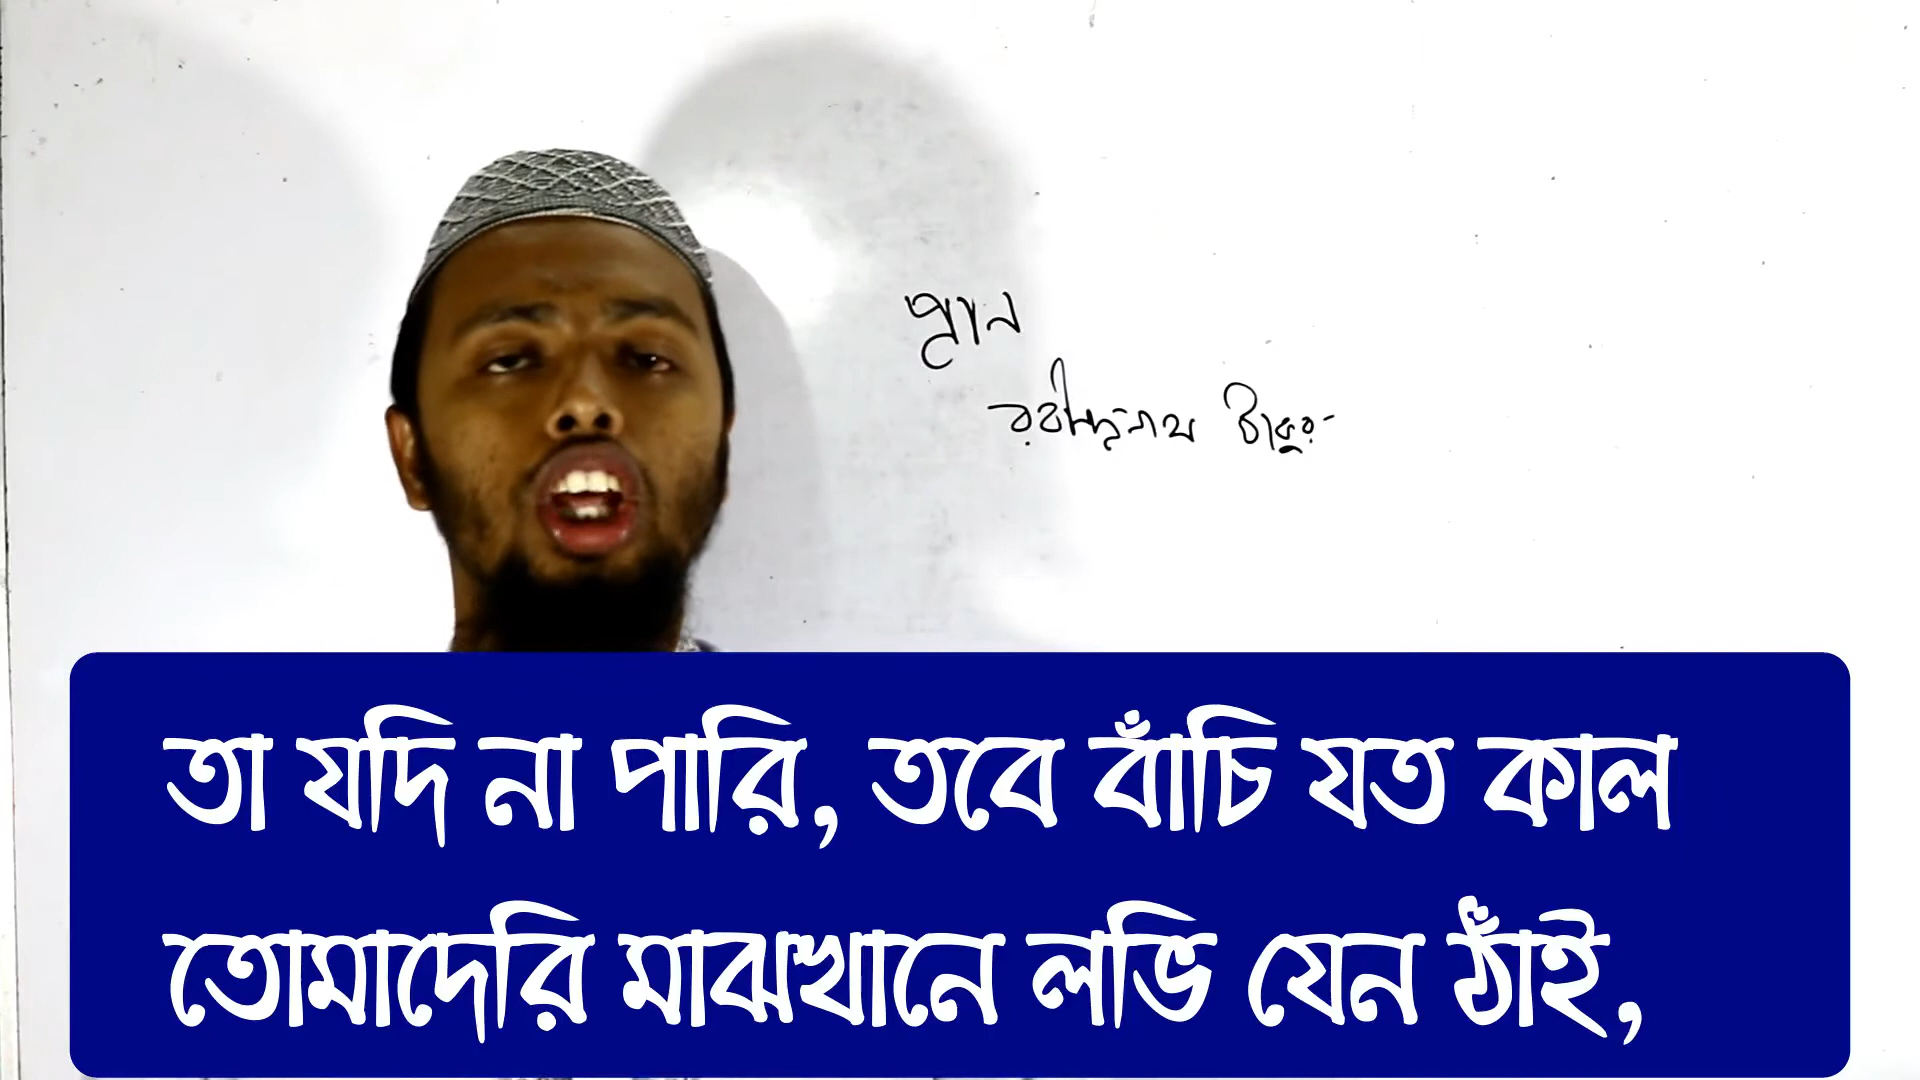 প্রান
রবীন্দ্রনাথ ঠাকুর
তা যদি না পারি, তবে বাঁচি যত কাল
তোমাদেরি মাঝখানে লভি যেন ঠাঁই,